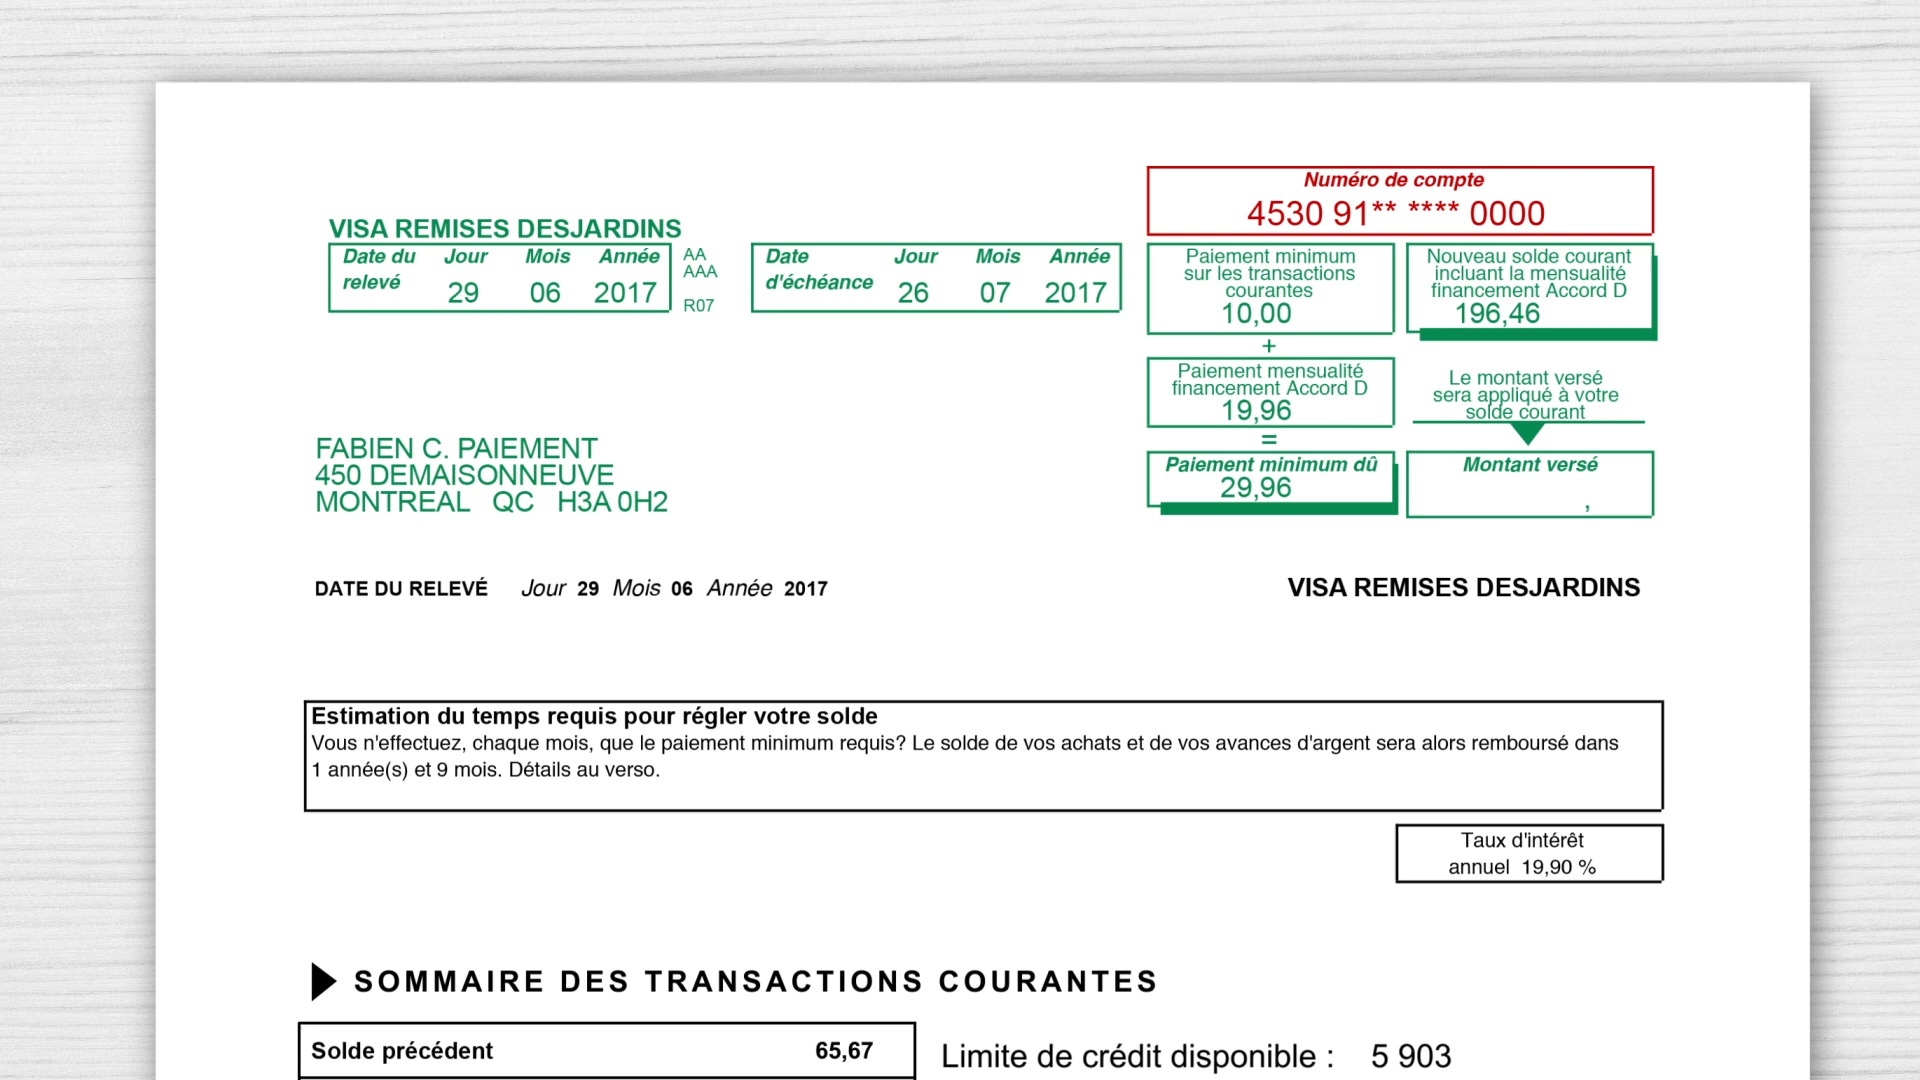 Numéro de compte
4530 91** **** 0000
VISA REMISES DESJARDINS
Date du relevé Jour Mois Année
29 06 2017
AA
AAA
R07
Date d'échéance Jour Mois Année
26 07 2017
Paiement minimum
sur les transactions
courantes
10,00
Nouveau solde courant
incluant la mensualité
financement Accord D
196,46
+
Paiement mensualité
financement Accord D
19,96
Le montant versé
sera appliqué à votre
solde courant
=
Paiement minimum dû
29,96
Montant versé
,
FABIEN C. PAIEMENT
450 DEMAISONNEUVE
MONTREAL QC H3A 0H2
DATE DU RELEVÉ Jour 29 Mois 06 Année 2017
VISA REMISES DESJARDINS
Estimation du temps requis pour régler votre solde
Vous n'effectuez, chaque mois, que le paiement minimum requis? Le solde de vos achats et de vos avances d'argent sera alors remboursé dans
1 année(s) et 9 mois. Détails au verso.
Taux d'intérêt
annuel 19,90 %
SOMMAIRE DES TRANSACTIONS COURANTES
Solde précédent 65,67
Limite de crédit disponible : 5 903